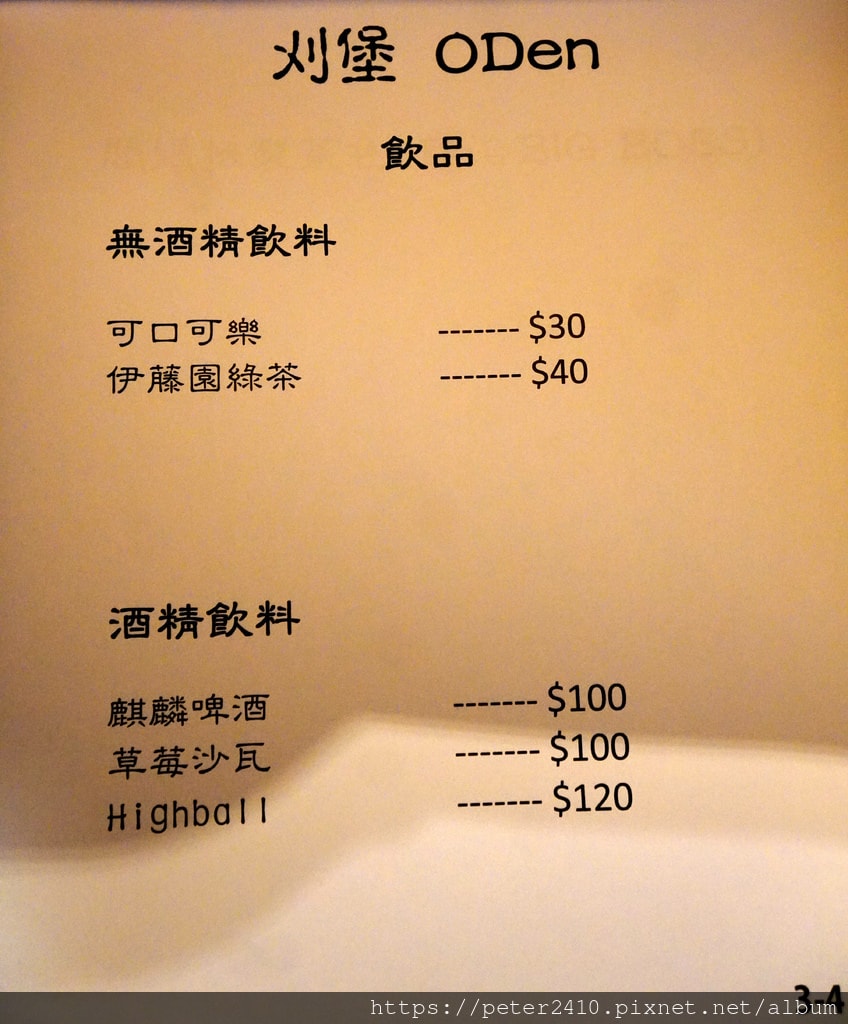 刈堡 ODen
飲品
無酒精飲料
可口可樂 ------- $30
伊藤園綠茶 ------- $40
酒精飲料
麒麟啤酒 ------- $100
草莓沙瓦 ------- $100
Highball ------- $120
3-4
https://peter2410.pixnet.net/album